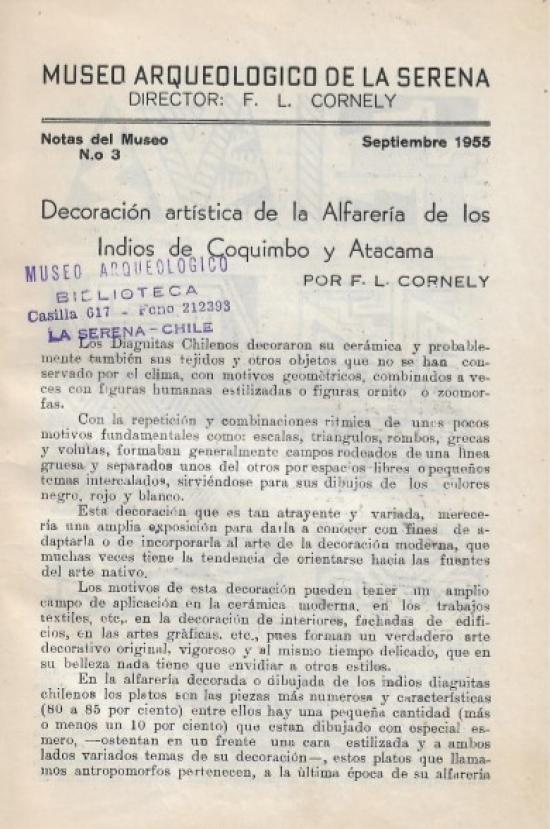 MUSEO ARQUEOLOGICO DE LA SERENA
DIRECTOR: F. L. CORNELY
Notas del Museo
N.o 3
Septiembre 1955
Decoración artística de la Alfarería de los
Indios de Coquimbo y Atacama
POR F. L. CORNELY
MUSEO ARQUEOLOGICO
BIBLIOTECA
Casilla 617 - Fono 212393
LA SERENA - CHILE
Los Diaguitas Chilenos decoraron su cerámica y probable-
mente también sus tejidos y otros objetos que no se han con-
servado por el clima, con motivos geomètricos, combinados a ve-
ces con figuras humanas estilizadas o figuras ornito o zoomor-
fas.
Con la repetición y combinaciones ritmica de unos pocos
motivos fundamentales como: escalas, triangulos, rombos, grecas
y volutas, formaban generalmente campos rodeados de una linea
gruesa y separados unos del otros por espacios libres o pequeños
temas intercalados, sirviéndose para sus dibujos de los colores
negro, rojo y blanco.
Esta decoración que es tan atrayente y variada, merece-
ría una amplia exposición para darla a conocer con fines de a-
daptarla o de incorporarla al arte de la decoración moderna, que
muchas veces tiene la tendencia de orientarse hacia las fuentes
del arte nativo.
Los motivos de esta decoración pueden tener un amplio
campo de aplicación en la cerámica moderna, en los trabajos
textiles, etc,. en la decoración de interiores, fachadas de edifi-
cios, en las artes gràficas, etc., pues forman un verdadero arte
decorativo original, vigoroso y al mismo tiempo delicado, que en
su belleza nada tiene que envidiar a otros estilos.
En la alfarería decorada o dibujada de los indios diaguitas
chilenos los platos son las piezas más numerosa y características
(80 a 85 por ciento) entre ellos hay una pequeña cantidad (más
o menos un 10 por ciento) que estan dibujado con especial es-
mero, —ostentan en un frente una cara estilizada y a ambos
lados variados temas de su decoración—, estos platos que llama-
mos antropomorfos pertenecen, a la ùltima época de su alfarería